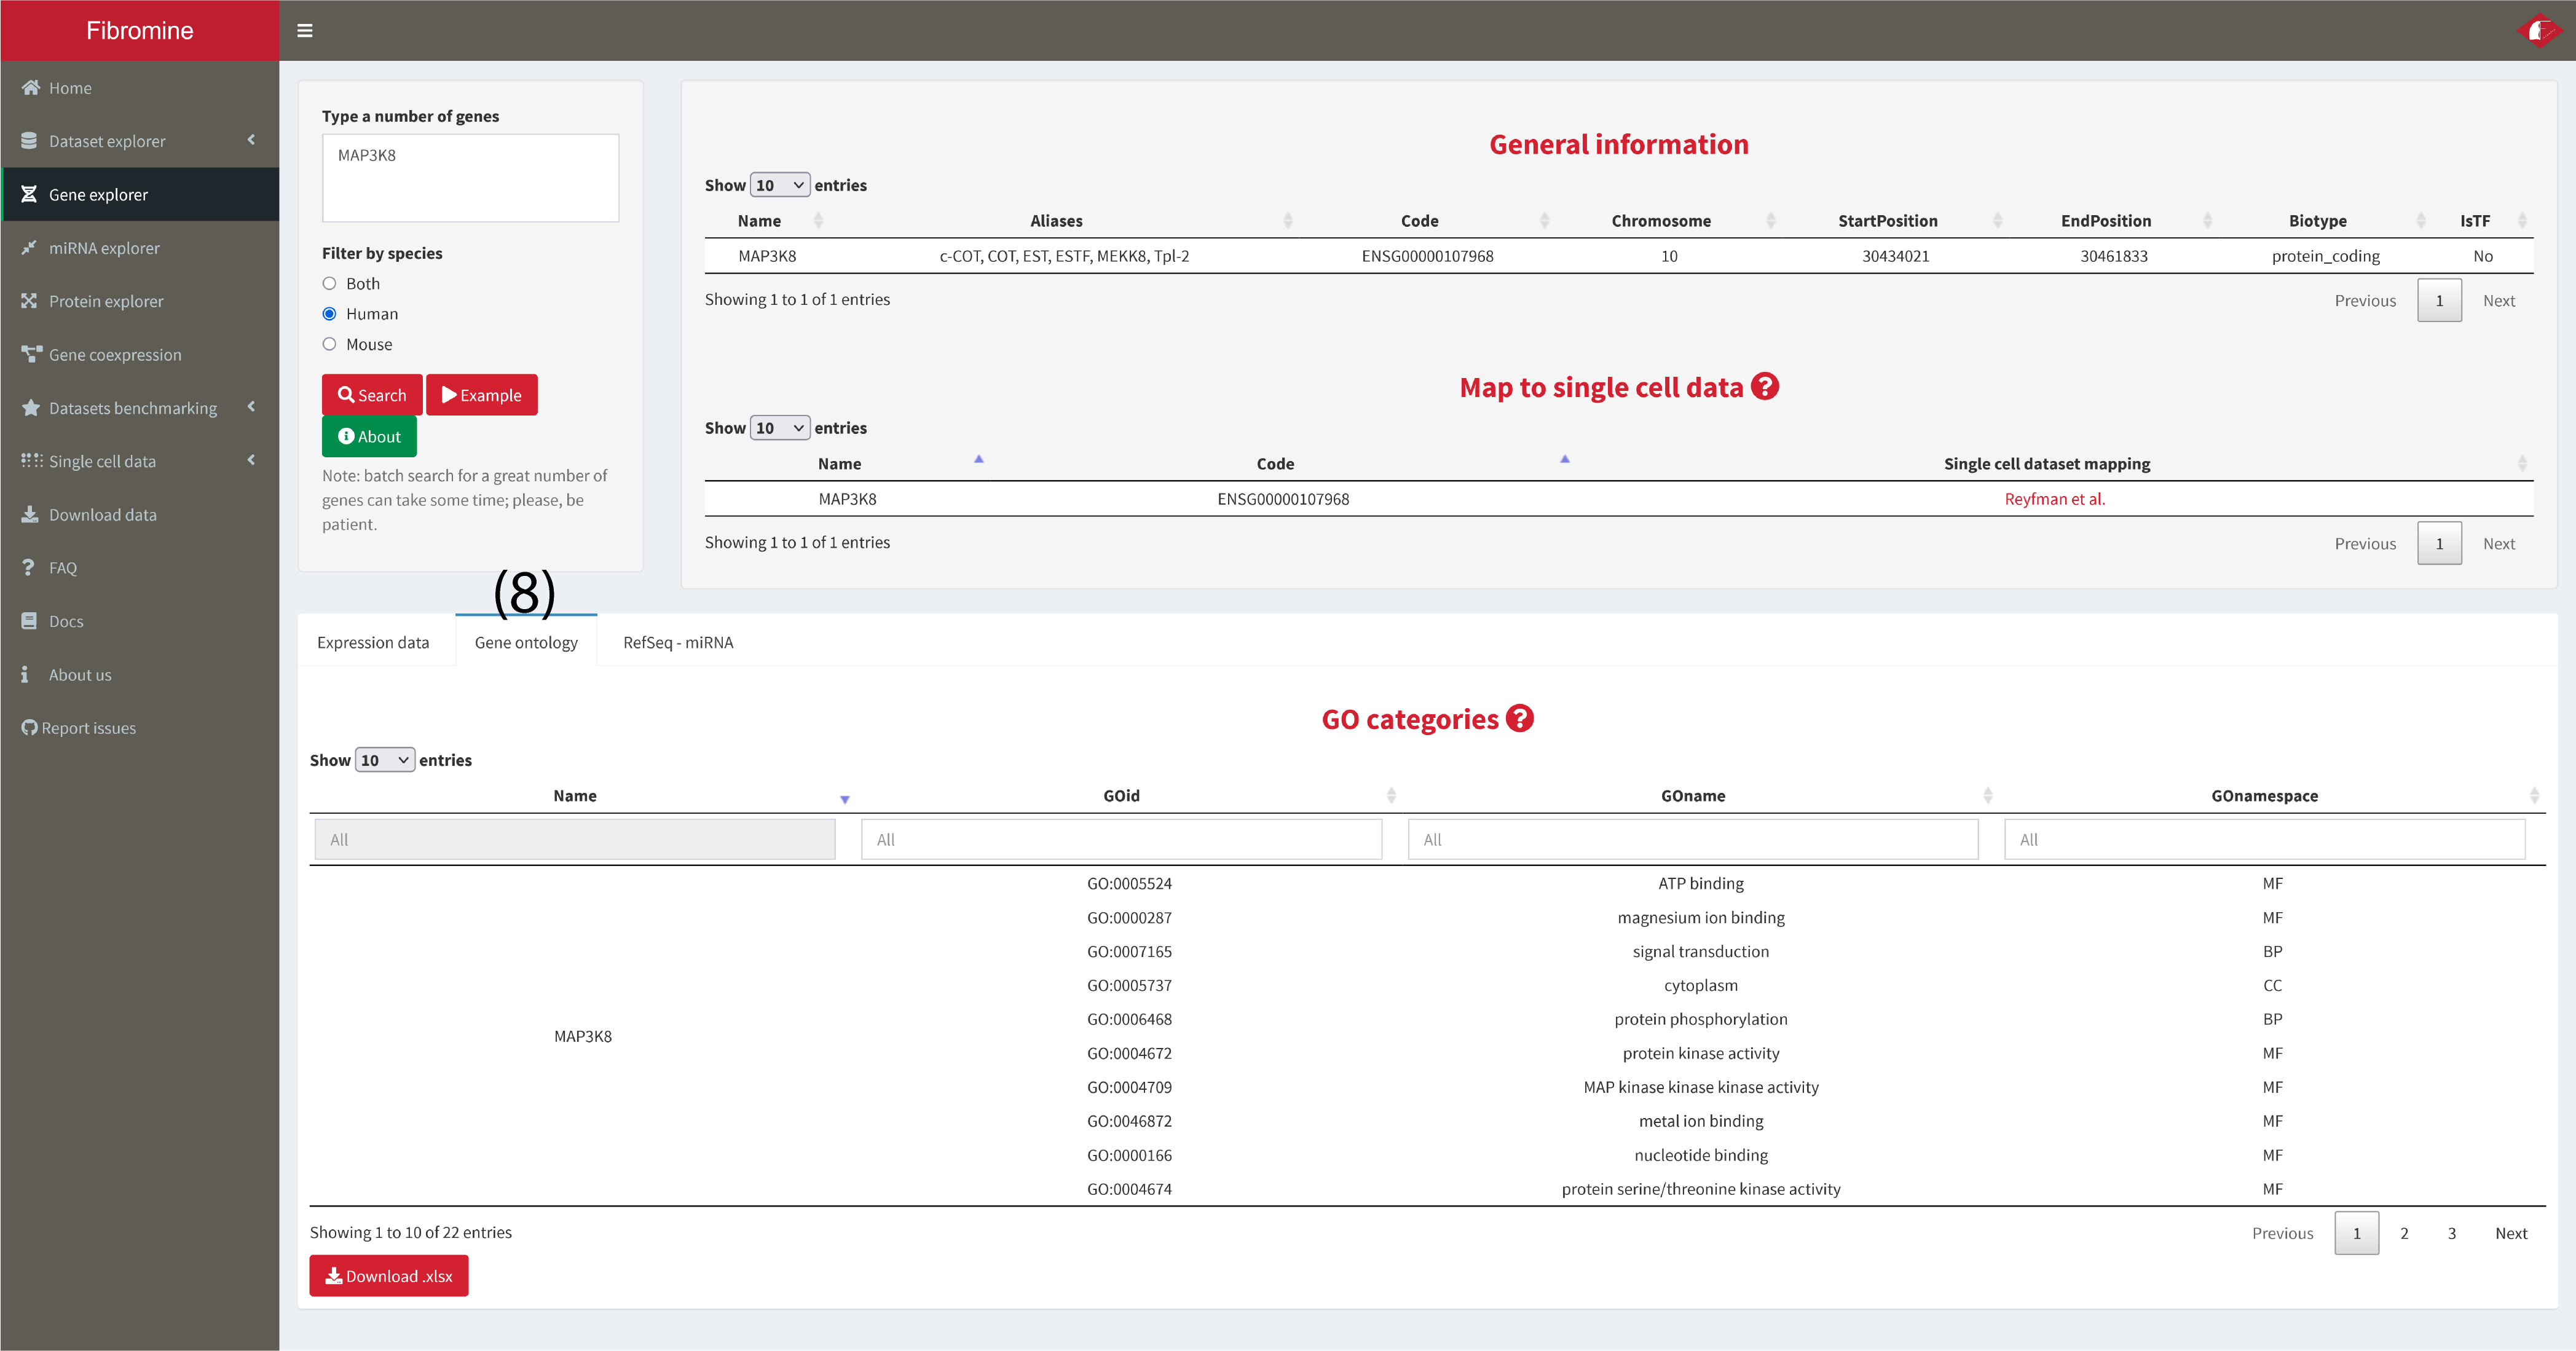 Fibromine
Home
Dataset explorer
Gene explorer
miRNA explorer
Protein explorer
Gene coexpression
Datasets benchmarking
Single cell data
Download data
FAQ
Docs
About us
Report issues
Type a number of genes
MAP3K8
Filter by species
Both
Human
Mouse
Search Example
About
Note: batch search for a great number of
genes can take some time; please, be
patient.
General information
Show 10 entries
Name Aliases Code Chromosome StartPosition EndPosition Biotype IsTF
MAP3K8 c-COT, COT, EST, ESTF, MEKK8, Tpl-2 ENSG00000107968 10 30434021 30461833 protein_coding No
Showing 1 to 1 of 1 entries Previous 1 Next
Map to single cell data ?
Show 10 entries
Name Code Single cell dataset mapping
MAP3K8 ENSG00000107968 Reyfman et al.
Showing 1 to 1 of 1 entries Previous 1 Next
(8)
Expression data Gene ontology RefSeq - miRNA
GO categories ?
Show 10 entries
Name GOid GOname GOnamespace
All All All All
GO:0005524 ATP binding MF
GO:0000287 magnesium ion binding MF
GO:0007165 signal transduction BP
GO:0005737 cytoplasm CC
GO:0006468 protein phosphorylation BP
MAP3K8
GO:0004672 protein kinase activity MF
GO:0004709 MAP kinase kinase kinase activity MF
GO:0046872 metal ion binding MF
GO:0000166 nucleotide binding MF
GO:0004674 protein serine/threonine kinase activity MF
Showing 1 to 10 of 22 entries Previous 1 2 3 Next
Download .xlsx